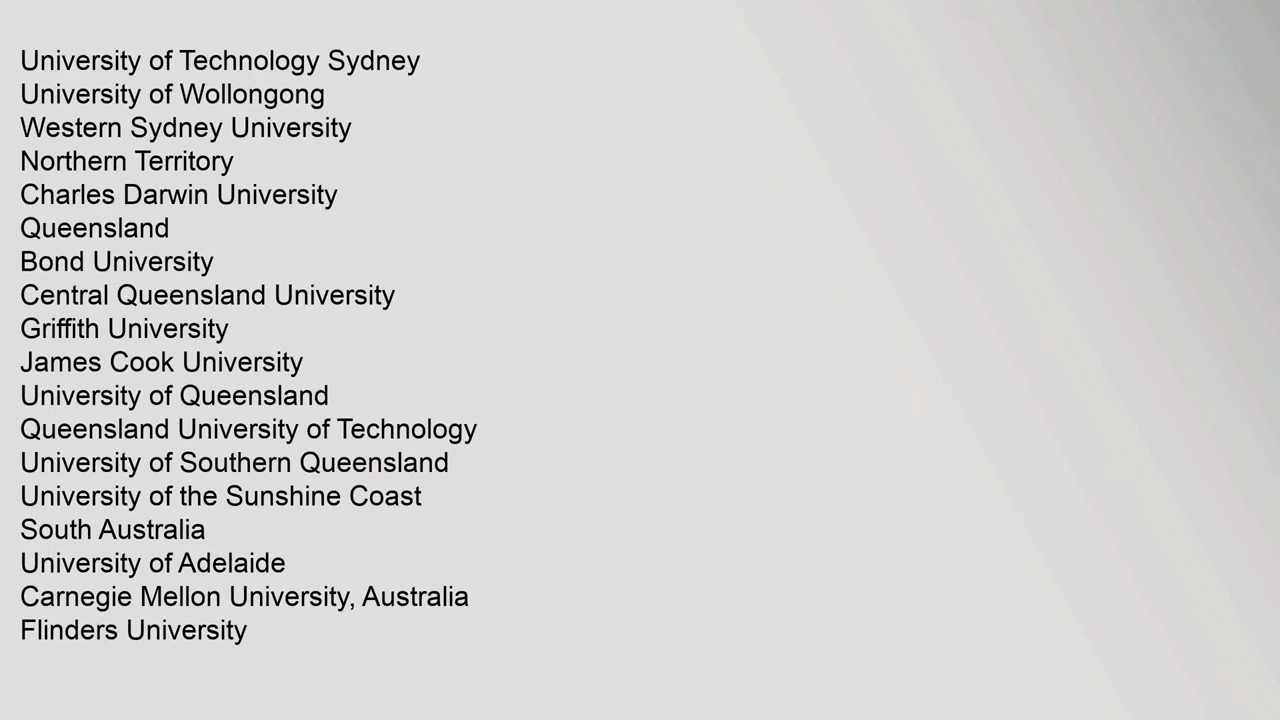 University of Technology Sydney
University of Wollongong
Western Sydney University
Northern Territory
Charles Darwin University
Queensland
Bond University
Central Queensland University
Griffith University
James Cook University
University of Queensland
Queensland University of Technology
University of Southern Queensland
University of the Sunshine Coast
South Australia
University of Adelaide
Carnegie Mellon University, Australia
Flinders University